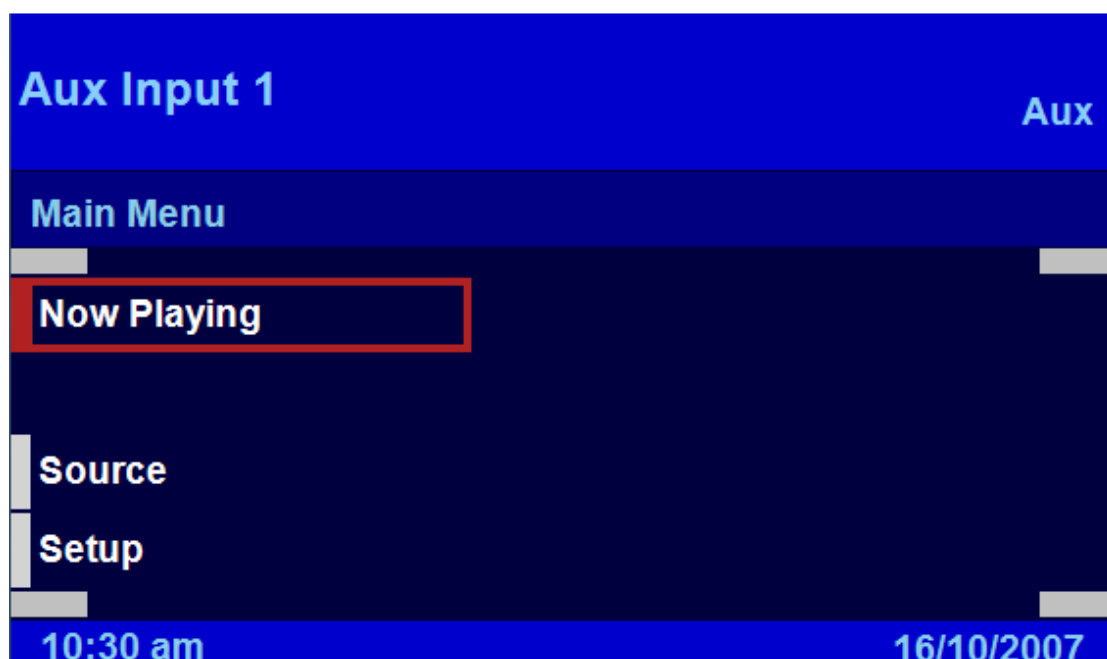 Aux Input 1
Aux
Main Menu
Now Playing
Source
Setup
10:30 am
16/10/2007